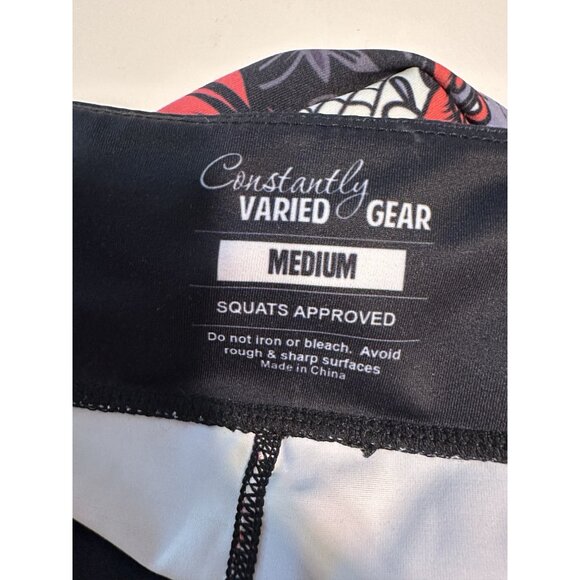 Constantly
VARIED GEAR
MEDIUM
SQUATS APPROVED
Do not iron or bleach. Avoid
rough & sharp surfaces
Made in China